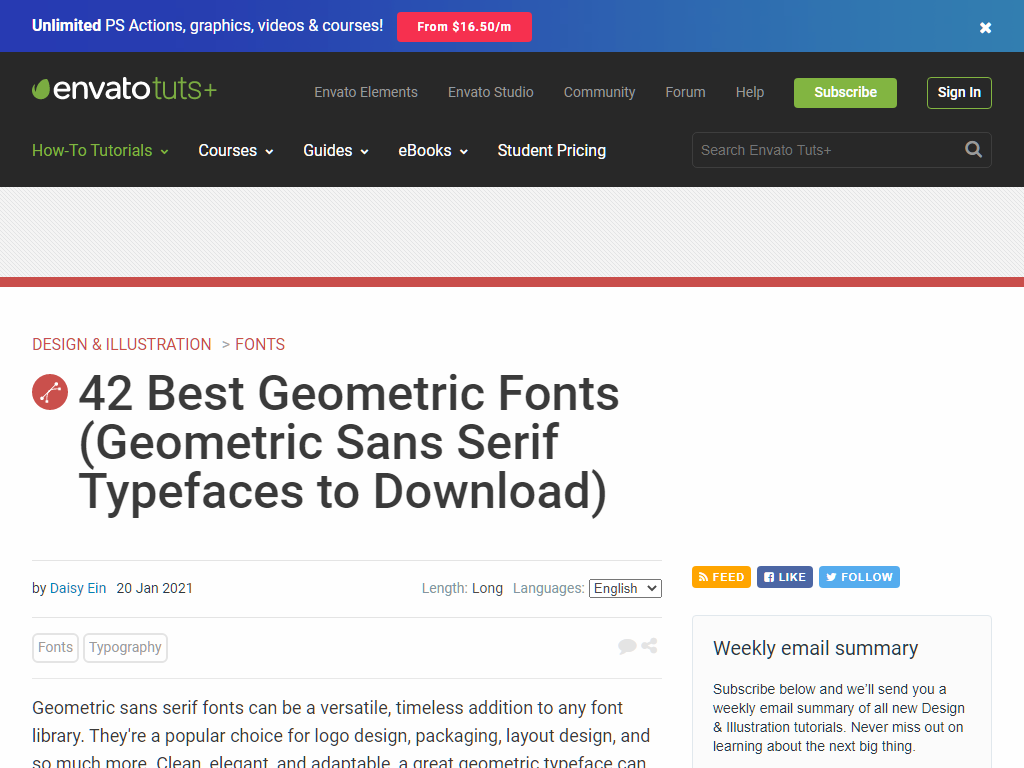 Unlimited PS Actions, graphics, videos & courses! From $16.50/m
envatotuts+
Envato Elements Envato Studio Community Forum Help Subscribe Sign In
How-To Tutorials Courses Guides eBooks Student Pricing Search Envato Tuts+
DESIGN & ILLUSTRATION > FONTS
42 Best Geometric Fonts
(Geometric Sans Serif
Typefaces to Download)
by Daisy Ein 20 Jan 2021 Length: Long Languages: English
Fonts Typography
Geometric sans serif fonts can be a versatile, timeless addition to any font
library. They're a popular choice for logo design, packaging, layout design, and
so much more. Clean, elegant, and adaptable, a great geometric typeface can
FEED LIKE FOLLOW
Weekly email summary
Subscribe below and we'll send you a
weekly email summary of all new Design
& Illustration tutorials. Never miss out on
learning about the next big thing.